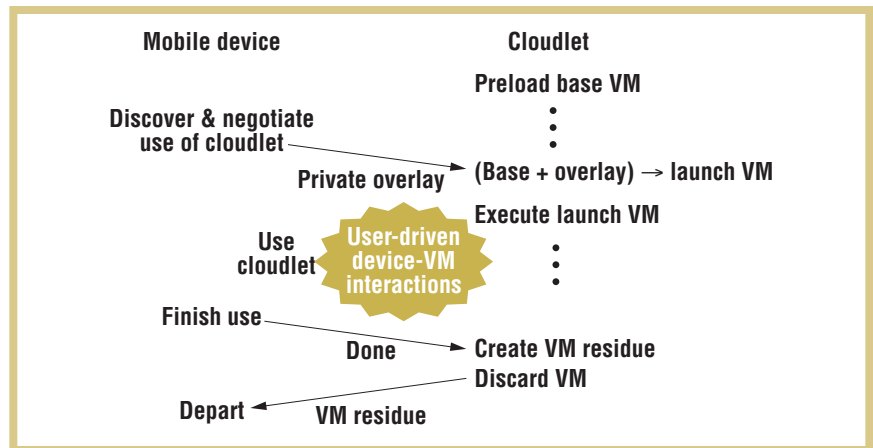 Mobile device
Cloudlet
Preload base VM
Discover & negotiate
use of cloudlet
Private overlay
(Base + overlay) → launch VM
Execute launch VM
Use
cloudlet
User-driven
device-VM
interactions
Finish use
Done
Create VM residue
Discard VM
Depart
VM residue